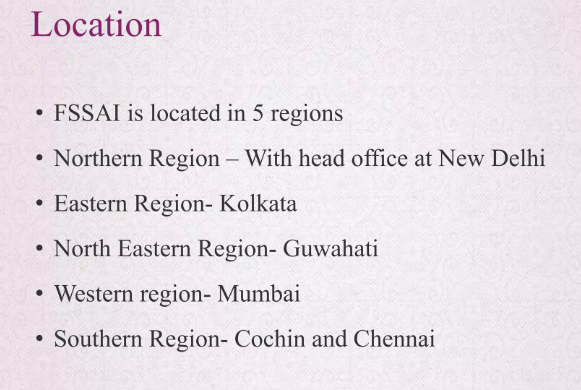 Location
• FSSAI is located in 5 regions
• Northern Region – With head office at New Delhi
• Eastern Region- Kolkata
• North Eastern Region- Guwahati
• Western region- Mumbai
• Southern Region- Cochin and Chennai